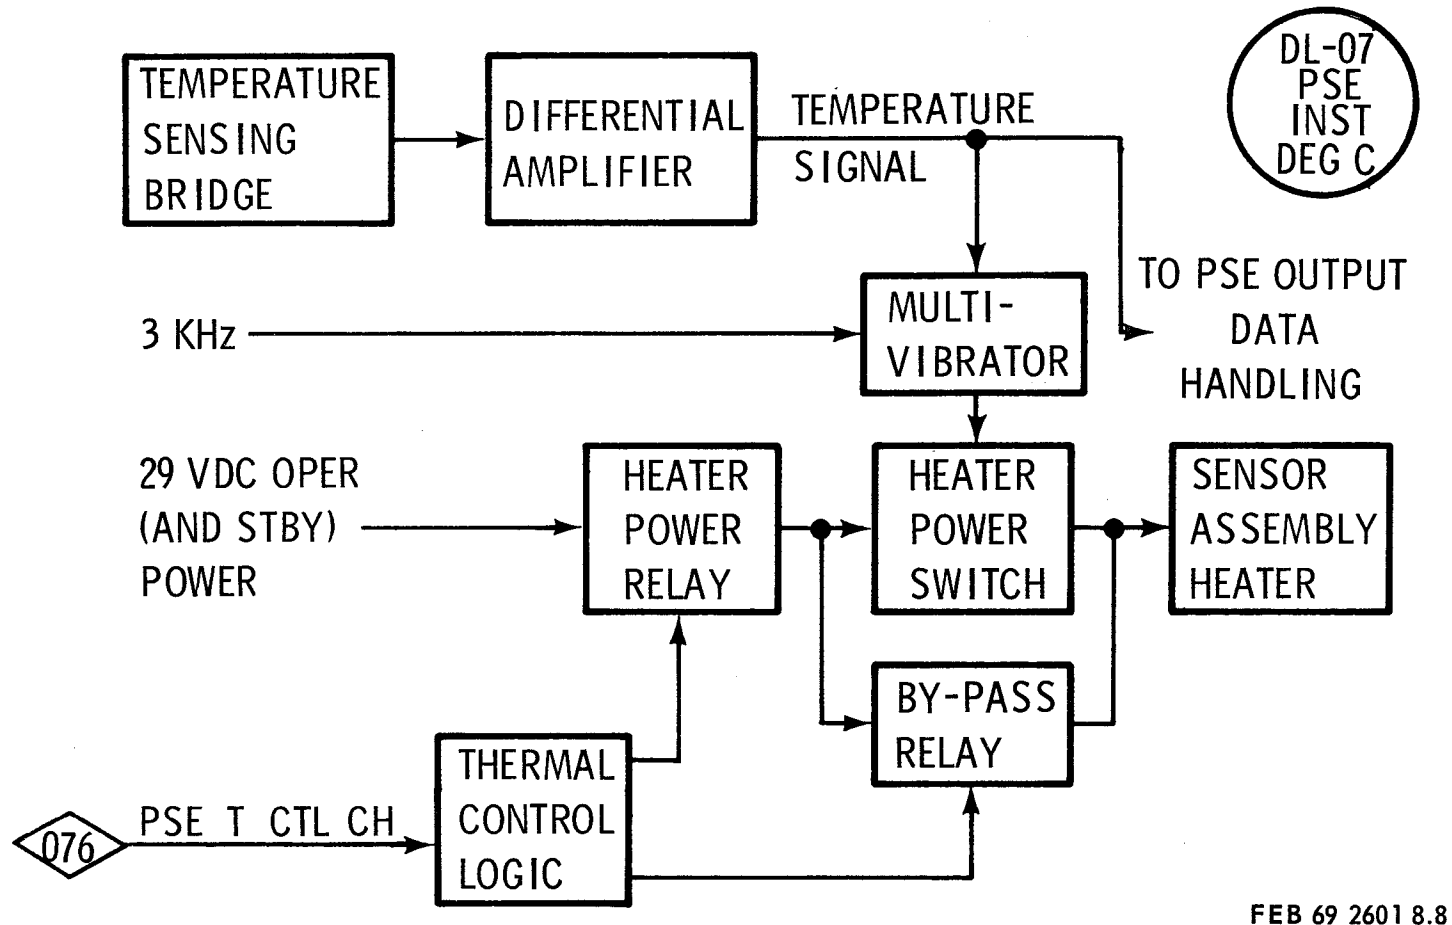 TEMPERATURE
SENSING
BRIDGE
DIFFERENTIAL
AMPLIFIER
TEMPERATURE
SIGNAL
DL-07
PSE
INST
DEG C
3 KHz
MULTI-
VIBRATOR
TO PSE OUTPUT
DATA
HANDLING
29 VDC OPER
(AND STBY)
POWER
HEATER
POWER
RELAY
HEATER
POWER
SWITCH
SENSOR
ASSEMBLY
HEATER
BY-PASS
RELAY
076
PSE T CTL CH
THERMAL
CONTROL
LOGIC
FEB 69 2601 8.8